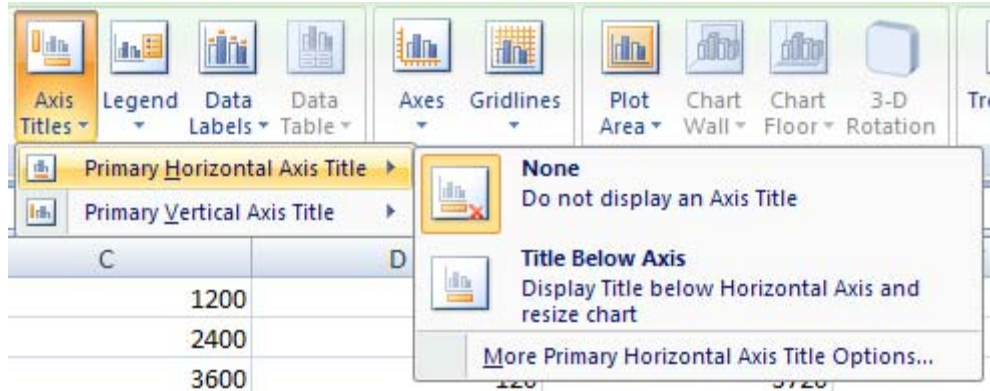 Axis Titles
Legend
Data Labels
Data Table
Axes
Gridlines
Plot Area
Chart Wall
Chart Floor
3-D Rotation
Primary Horizontal Axis Title
Primary Vertical Axis Title
None
Do not display an Axis Title
Title Below Axis
Display Title below Horizontal Axis and
resize chart
More Primary Horizontal Axis Title Options...
C D
1200
2400
3600